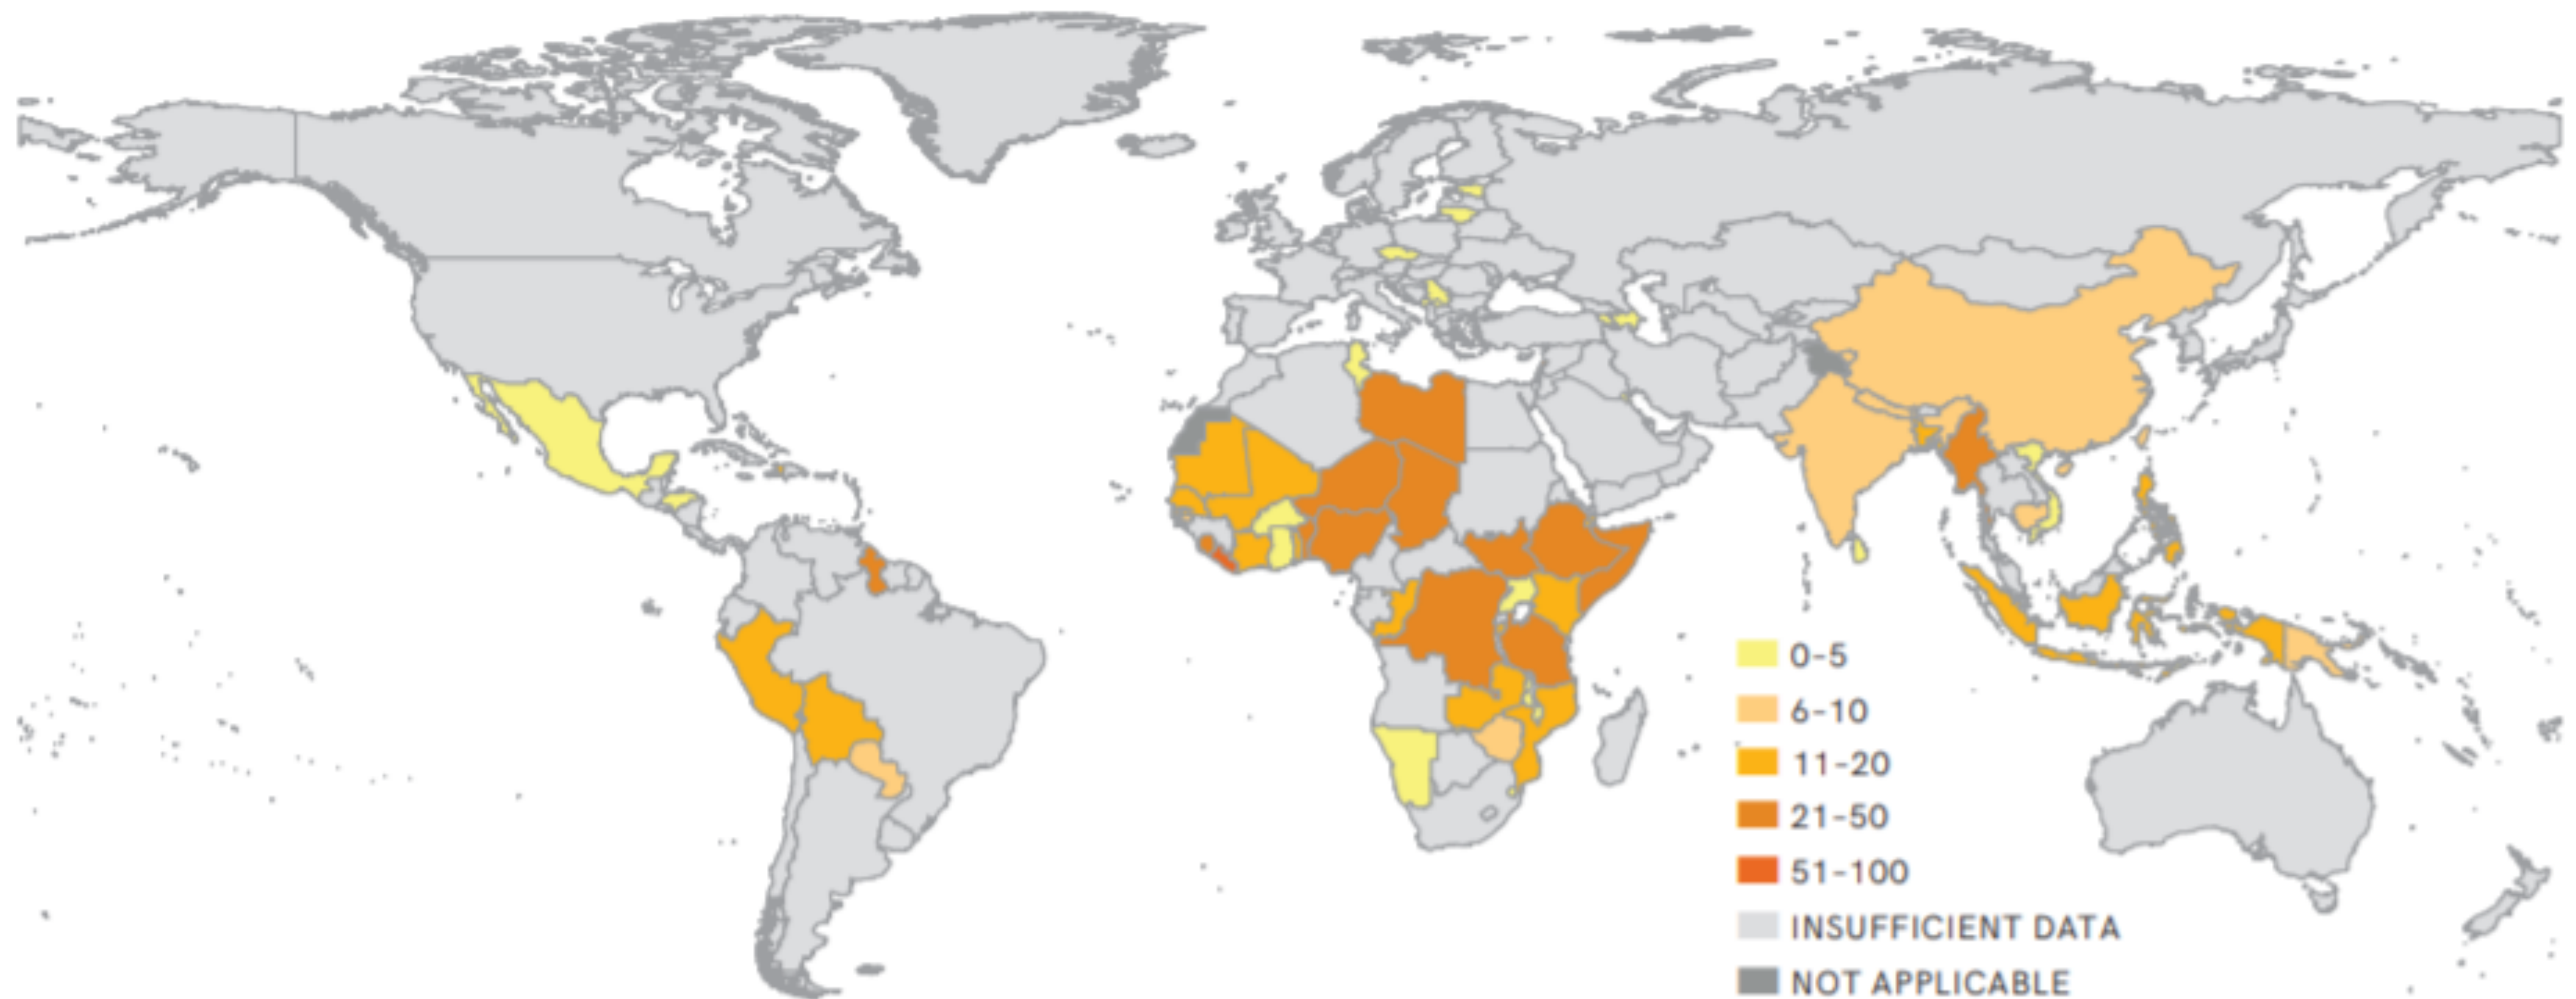 0-5
6-10
11-20
21-50
51-100
INSUFFICIENT DATA
NOT APPLICABLE